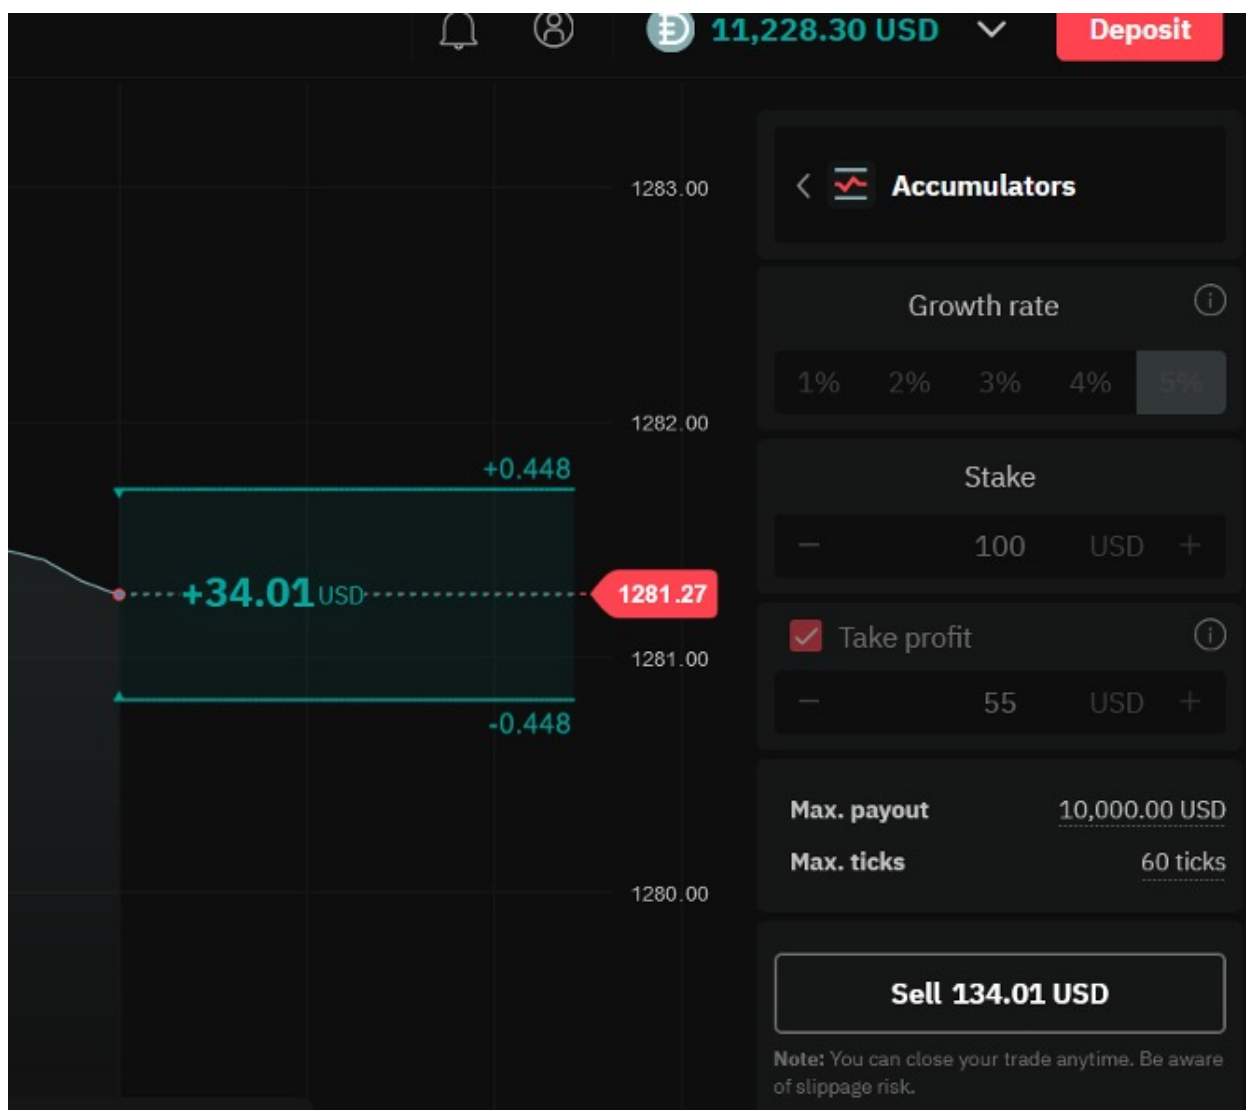 11,228.30 USD
Deposit
1283.00
1282.00
+0.448
+34.01 USD
1281.27
1281.00
-0.448
1280.00
Accumulators
Growth rate
1% 2% 3% 4% 5%
Stake
− 100 USD +
Take profit
− 55 USD +
Max. payout 10,000.00 USD
Max. ticks 60 ticks
Sell 134.01 USD
Note: You can close your trade anytime. Be aware
of slippage risk.